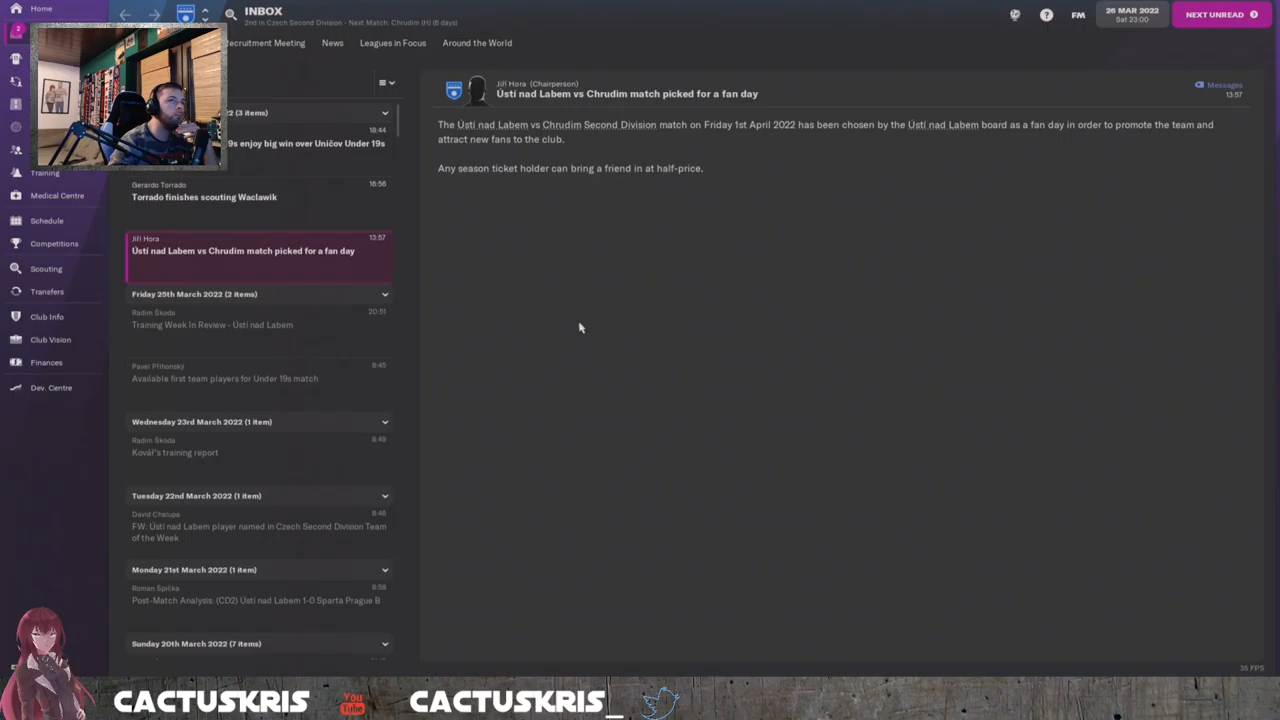 Home
INBOX
2nd in Czech Second Division - Next Match: Chrudim (H) (6 days)
FM
26 MAR 2022
Sat 23:00
NEXT UNREAD
2
Recruitment Meeting
News
Leagues in Focus
Around the World
Training
Medical Centre
Schedule
Competitions
Scouting
Transfers
Club Info
Club Vision
Finances
Dev. Centre
2 (3 items)
18:44
9s enjoy big win over Uničov Under 19s
Gerardo Torrado
16:56
Torrado finishes scouting Waclawik
Jiří Hora
13:57
Ústí nad Labem vs Chrudim match picked for a fan day
Friday 25th March 2022 (2 items)
Radim Škoda
20:51
Training Week In Review - Ústí nad Labem
Pavel Příhonský
8:45
Available first team players for Under 19s match
Wednesday 23rd March 2022 (1 item)
Radim Škoda
8:49
Kovář's training report
Tuesday 22nd March 2022 (1 item)
David Chalupa
8:46
FW: Ústí nad Labem player named in Czech Second Division Team
of the Week
Monday 21st March 2022 (1 item)
Roman Špička
8:58
Post-Match Analysis: (CD2) Ústí nad Labem 1-0 Sparta Prague B
Sunday 20th March 2022 (7 items)
Jiří Hora (Chairperson)
Ústí nad Labem vs Chrudim match picked for a fan day
Messages
13:57
The Ústí nad Labem vs Chrudim Second Division match on Friday 1st April 2022 has been chosen by the Ústí nad Labem board as a fan day in order to promote the team and
attract new fans to the club.
Any season ticket holder can bring a friend in at half-price.
35 FPS
CACTUSKRIS
You
Tube
CACTUSKRIS_